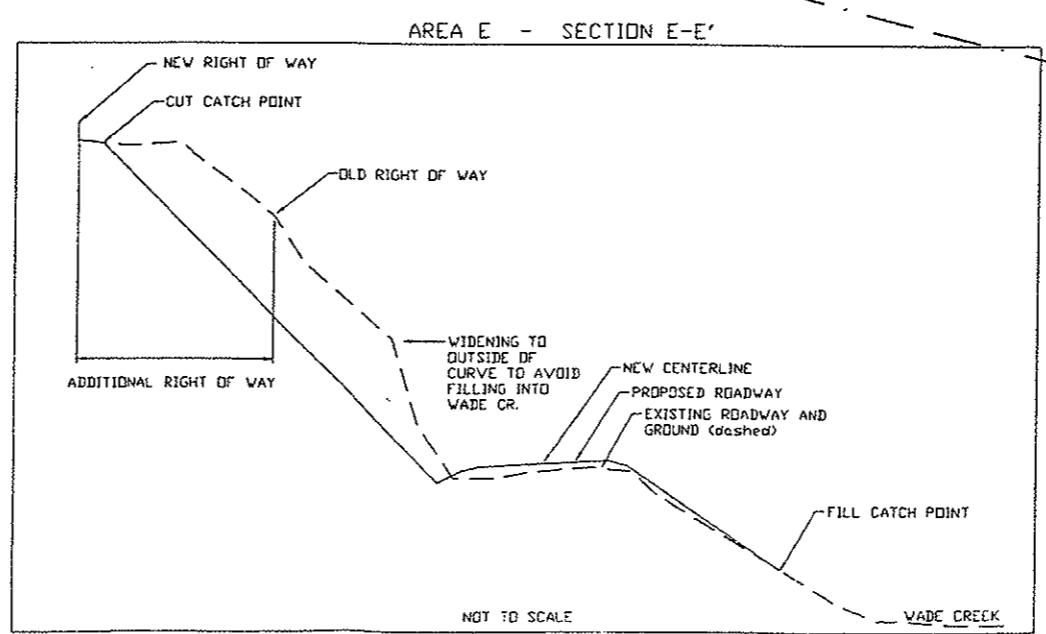 AREA E - SECTION E-E'
NEW RIGHT OF WAY
CUT CATCH POINT
OLD RIGHT OF WAY
WIDENING TO
OUTSIDE OF
CURVE TO AVOID
FILLING INTO
WADE CR.
NEW CENTERLINE
PROPOSED ROADWAY
EXISTING ROADWAY AND
GROUND (dashed)
ADDITIONAL RIGHT OF WAY
FILL CATCH POINT
NOT TO SCALE
WADE CREEK